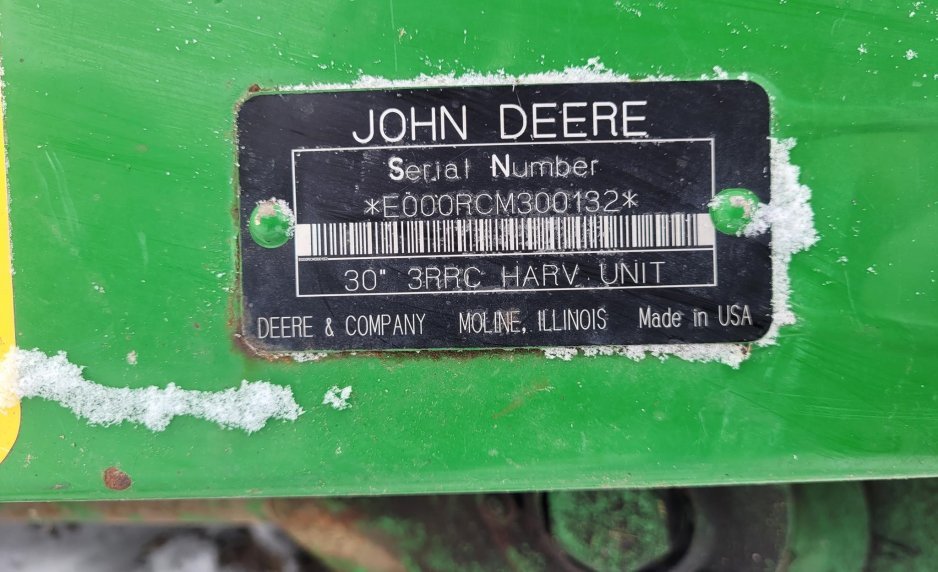 JOHN DEERE
Serial Number
*E000RCM300132*
30" 3RRC HARV UNIT
DEERE & COMPANY MOLINE, ILLINOIS Made in USA